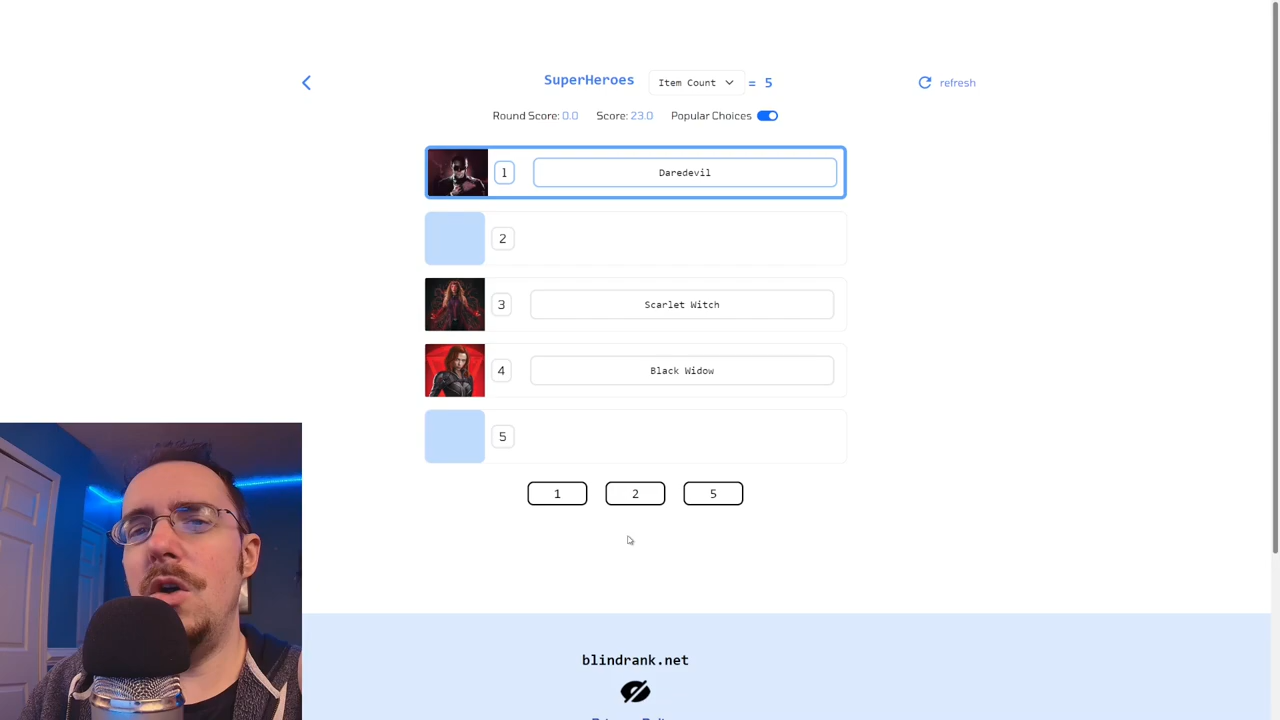 SuperHeroes
Item Count
= 5
refresh
Round Score: 0.0
Score: 23.0
Popular Choices
1
Daredevil
2
3
Scarlet Witch
4
Black Widow
5
1
2
5
blindrank.net